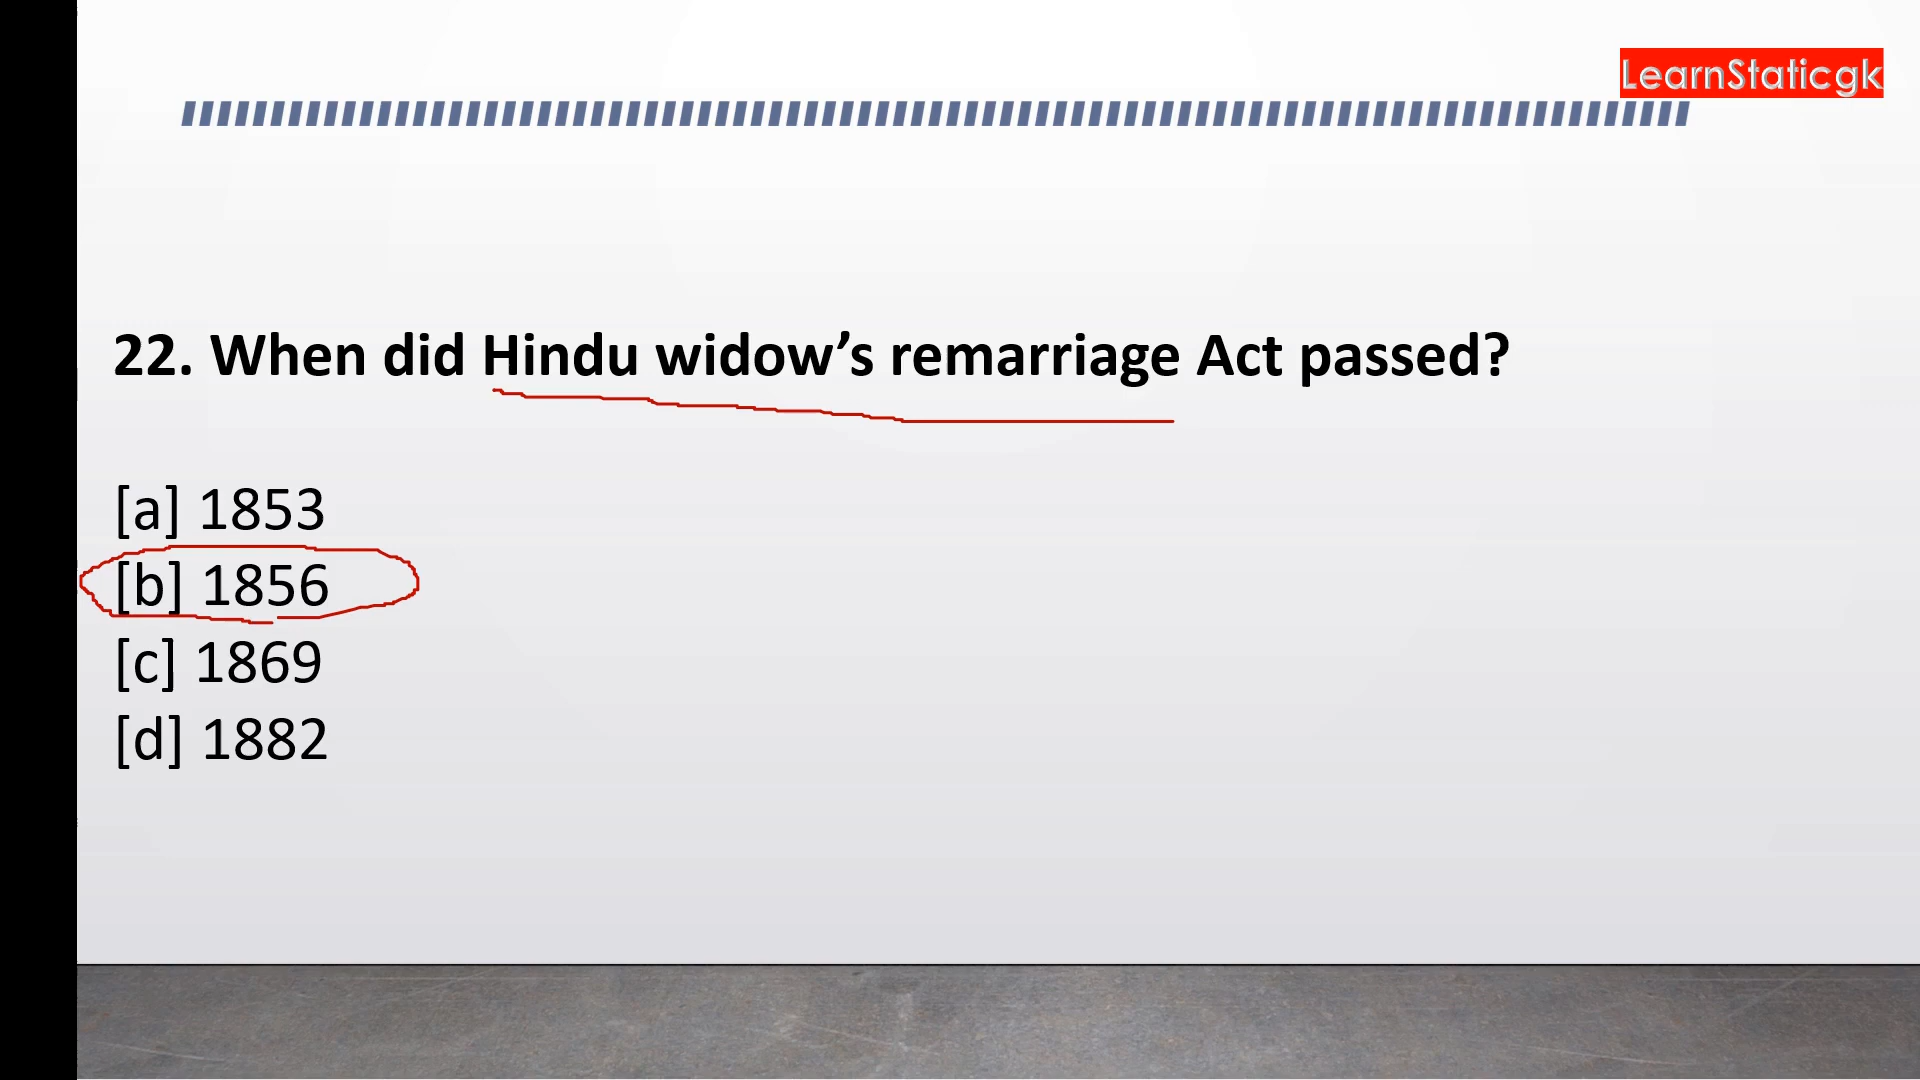 LearnStaticgk
22. When did Hindu widow’s remarriage Act passed?
[a] 1853
[b] 1856
[c] 1869
[d] 1882